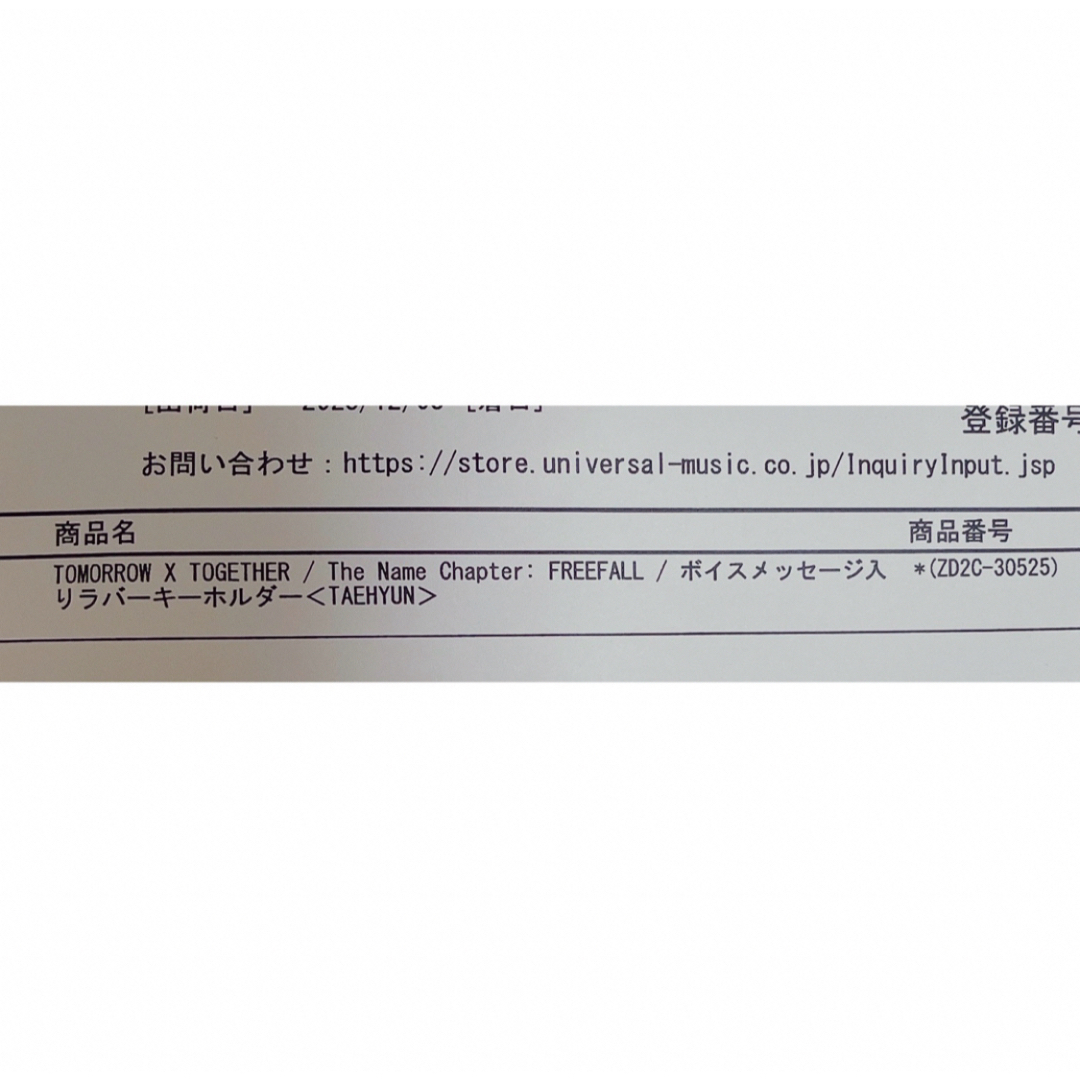 登録番号
お問い合わせ：https://store.universal-music.co.jp/InquiryInput.jsp
商品名 商品番号
TOMORROW X TOGETHER / The Name Chapter: FREEFALL / ボイスメッセージ入 *(ZD2C-30525)
りラバーキーホルダー＜TAEHYUN＞